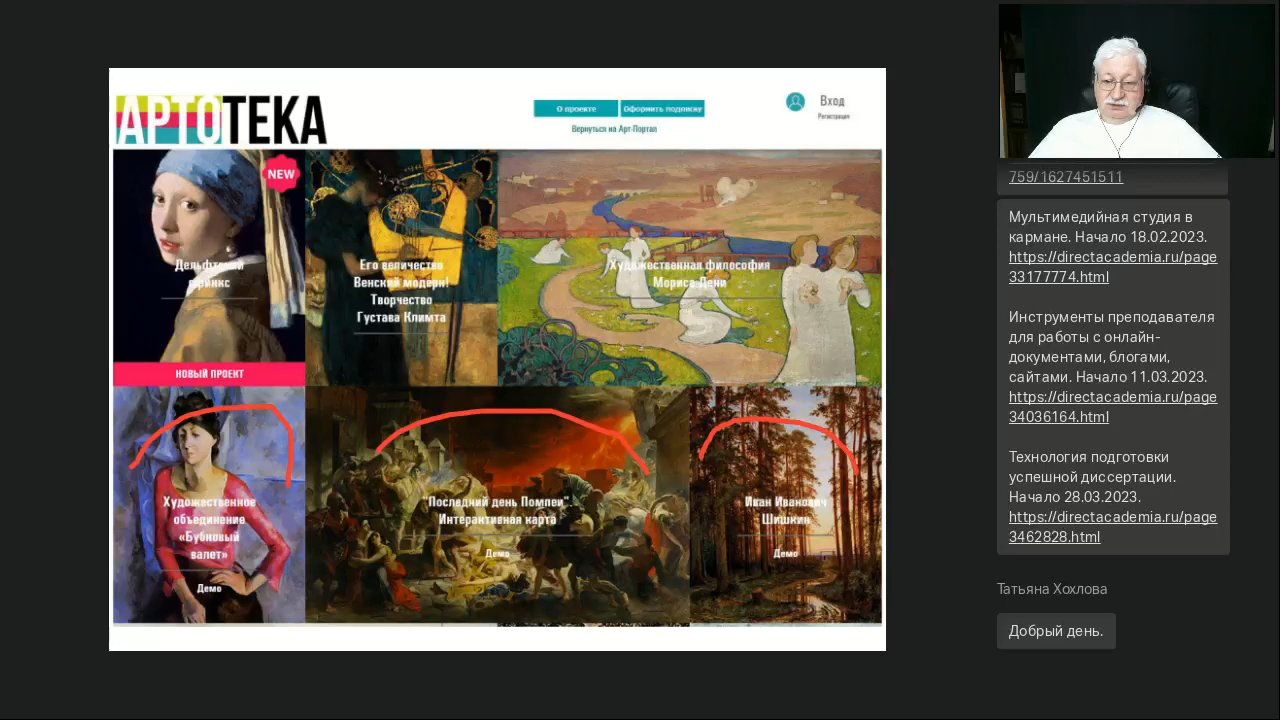 АРТОТЕКА
О проекте
Оформить подписку
Вернуться на Арт-Портал
Вход
Регистрация
NEW
Дельфтский
сфинкс
НОВЫЙ ПРОЕКТ
Его величество
Венский модерн!
Творчество
Густава Климта
Художественная философия
Мориса Дени
Художественное
объединение
«Бубновый
валет»
Демо
"Последний день Помпеи"
Интерактивная карта
Демо
Иван Иванович
Шишкин
Демо
759/1627451511
Мультимедийная студия в
кармане. Начало 18.02.2023.
https://directacademia.ru/page
33177774.html
Инструменты преподавателя
для работы с онлайн-
документами, блогами,
сайтами. Начало 11.03.2023.
https://directacademia.ru/page
34036164.html
Технология подготовки
успешной диссертации.
Начало 28.03.2023.
https://directacademia.ru/page
3462828.html
Татьяна Хохлова
Добрый день.